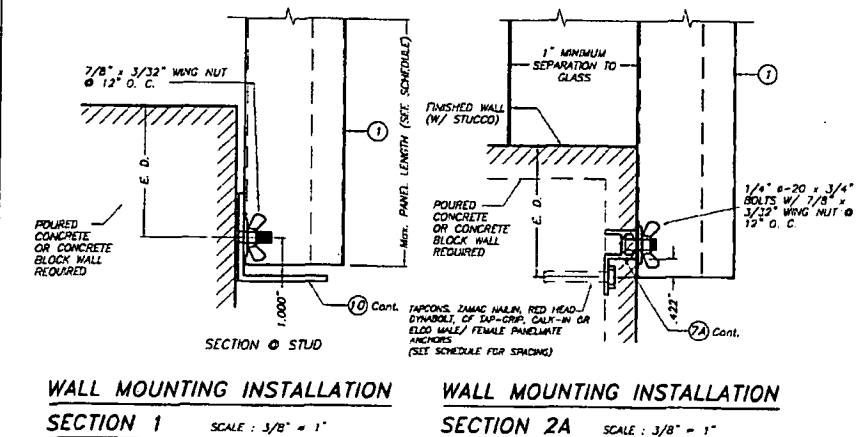 7/8" x 3/32" WING NUT
@ 12" O. C.
E. D.
POURED
CONCRETE
OR CONCRETE
BLOCK WALL
REQUIRED
1
Max. PANEL LENGTH (SEE SCHEDULE)
1.000"
10 Cont.
SECTION @ STUD
WALL MOUNTING INSTALLATION
SECTION 1 SCALE : 3/8" = 1"
1" MINIMUM
SEPARATION TO
GLASS
FINISHED WALL
(W/ STUCCO)
1
E. D.
POURED
CONCRETE
OR CONCRETE
BLOCK WALL
REQUIRED
1/4" ø-20 x 3/4"
BOLTS W/ 7/8" x
3/32" WING NUT @
12" O. C.
.422"
7A Cont.
TAPCONS, ZAMAC NAILIN, RED HEAD
DYNABOLT, CF TAP-GRIP, CALK-IN OR
ELCO MALE/ FEMALE PANELMATE
ANCHORS
(SEE SCHEDULE FOR SPACING)
WALL MOUNTING INSTALLATION
SECTION 2A SCALE : 3/8" = 1"